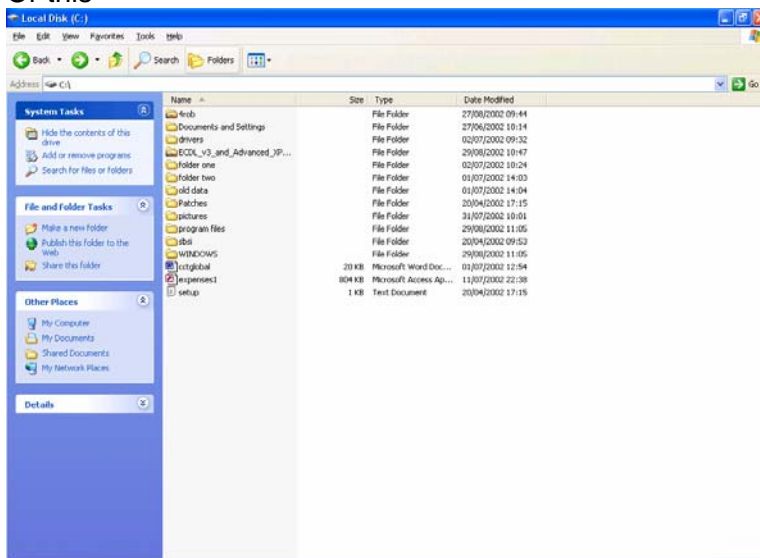 Or this
Local Disk (C:)
File Edit View Favorites Tools Help
Back Search Folders
Address C:\ Go
System Tasks
Hide the contents of this
drive
Add or remove programs
Search for files or folders
File and Folder Tasks
Make a new folder
Publish this folder to the
Web
Share this folder
Other Places
My Computer
My Documents
Shared Documents
My Network Places
Details
Name Size Type Date Modified
4rob File Folder 27/08/2002 09:44
Documents and Settings File Folder 27/06/2002 10:14
drivers File Folder 02/07/2002 09:32
ECDL_v3_and_Advanced_XP... File Folder 29/08/2002 10:47
folder one File Folder 02/07/2002 10:24
folder two File Folder 01/07/2002 14:03
old data File Folder 01/07/2002 14:04
Patches File Folder 20/04/2002 17:15
pictures File Folder 31/07/2002 10:01
program files File Folder 29/08/2002 11:05
sbsi File Folder 20/04/2002 09:53
WINDOWS File Folder 29/08/2002 11:05
cctglobal 20 KB Microsoft Word Doc... 01/07/2002 12:54
expenses1 804 KB Microsoft Access Ap... 11/07/2002 22:38
setup 1 KB Text Document 20/04/2002 17:15